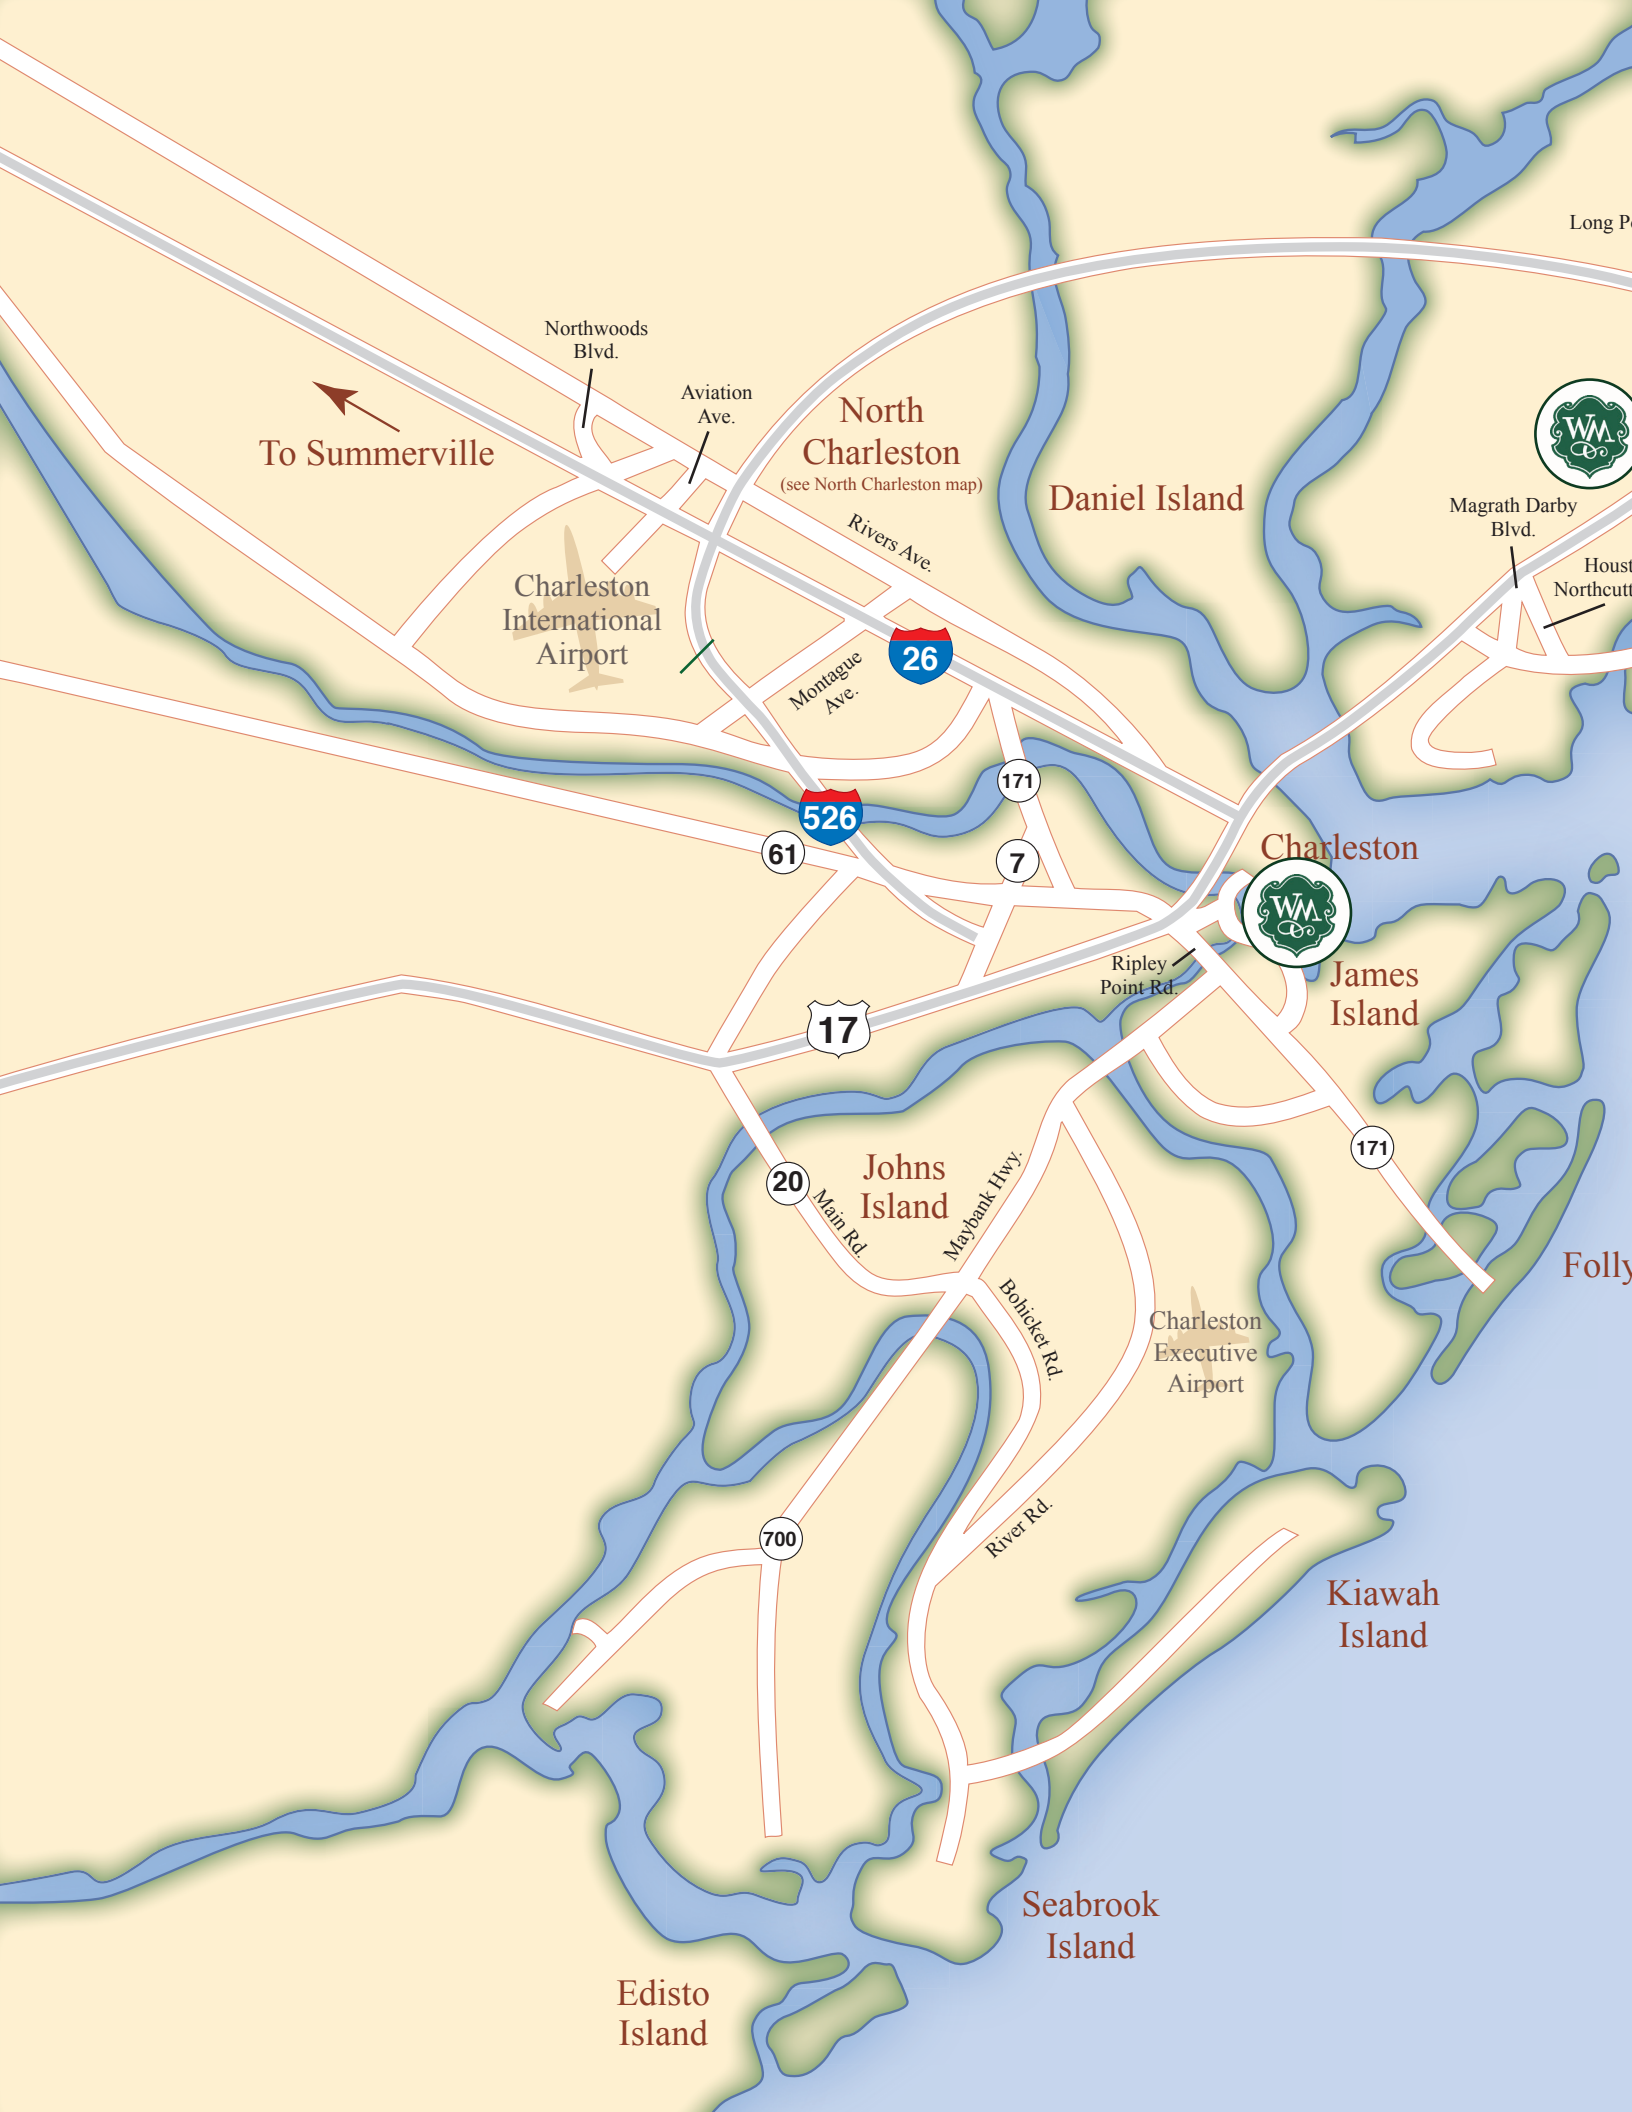 Long P
Northwoods
Blvd.
Aviation
Ave.
To Summerville
North
Charleston
(see North Charleston map)
WM
Daniel Island
Magrath Darby
Blvd.
Rivers Ave.
Houst
Northcutt
Charleston
International
Airport
26
Montague
Ave.
171
526
61
7
Charleston
WM
Ripley
Point Rd.
James
Island
17
171
Johns
Island
20
Main Rd.
Maybank Hwy.
Folly
Bohicket Rd.
Charleston
Executive
Airport
River Rd.
700
Kiawah
Island
Seabrook
Island
Edisto
Island